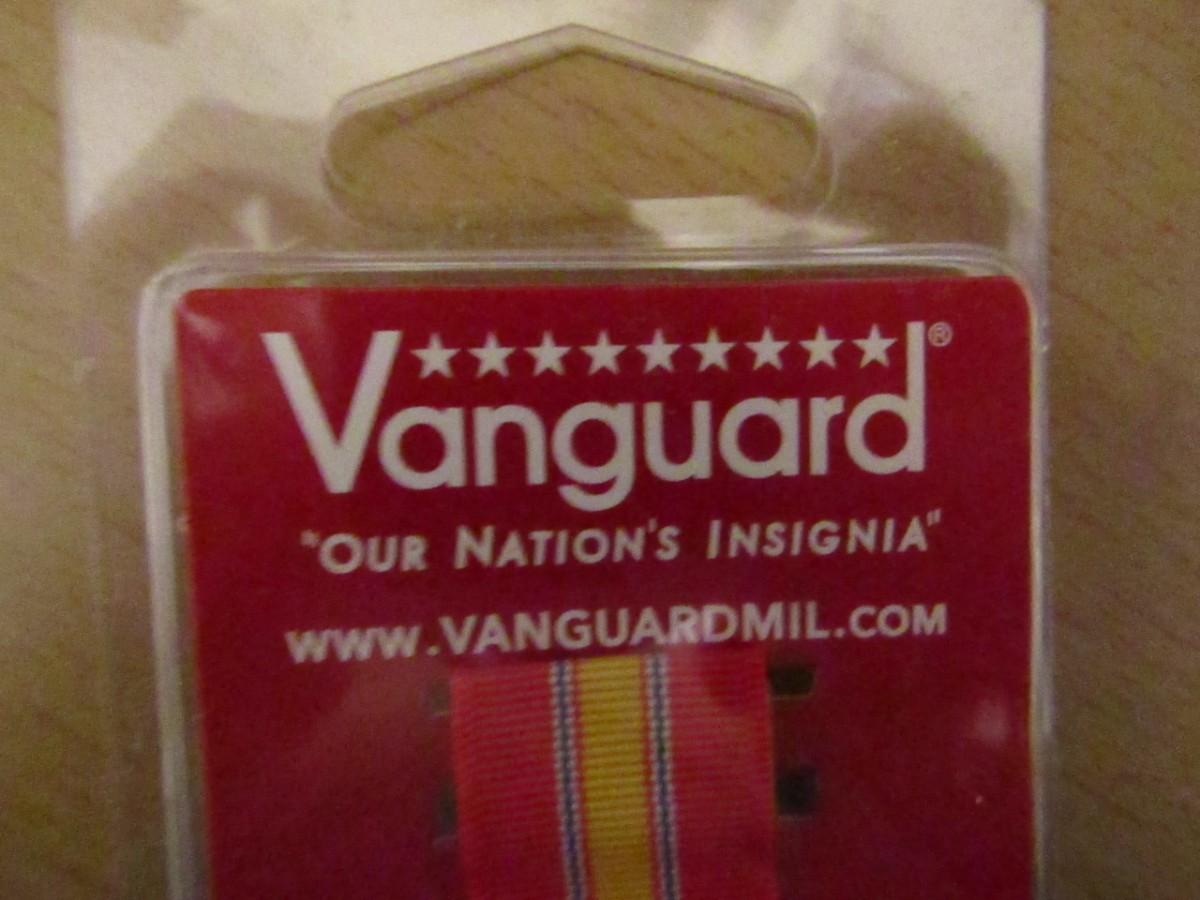 Vanguard®
"OUR NATION'S INSIGNIA"
WWW.VANGUARDMIL.COM